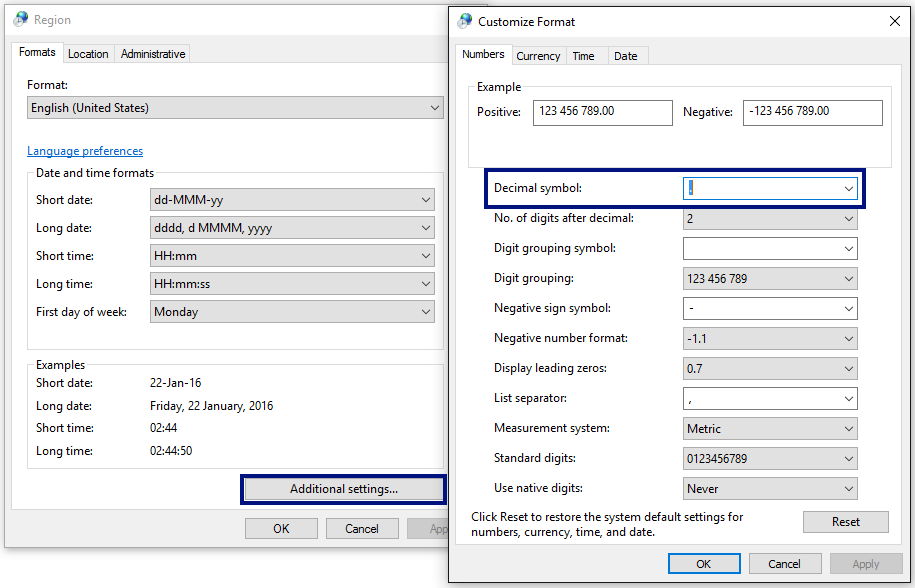 Region
Formats Location Administrative
Format:
English (United States)
Language preferences
Date and time formats
Short date: dd-MMM-yy
Long date: dddd, d MMMM, yyyy
Short time: HH:mm
Long time: HH:mm:ss
First day of week: Monday
Examples
Short date: 22-Jan-16
Long date: Friday, 22 January, 2016
Short time: 02:44
Long time: 02:44:50
Additional settings...
OK Cancel App
Customize Format
Numbers Currency Time Date
Example
Positive: 123 456 789.00 Negative: -123 456 789.00
Decimal symbol: .
No. of digits after decimal: 2
Digit grouping symbol:
Digit grouping: 123 456 789
Negative sign symbol: -
Negative number format: -1.1
Display leading zeros: 0.7
List separator: ,
Measurement system: Metric
Standard digits: 0123456789
Use native digits: Never
Click Reset to restore the system default settings for
numbers, currency, time, and date.
Reset
OK Cancel Apply